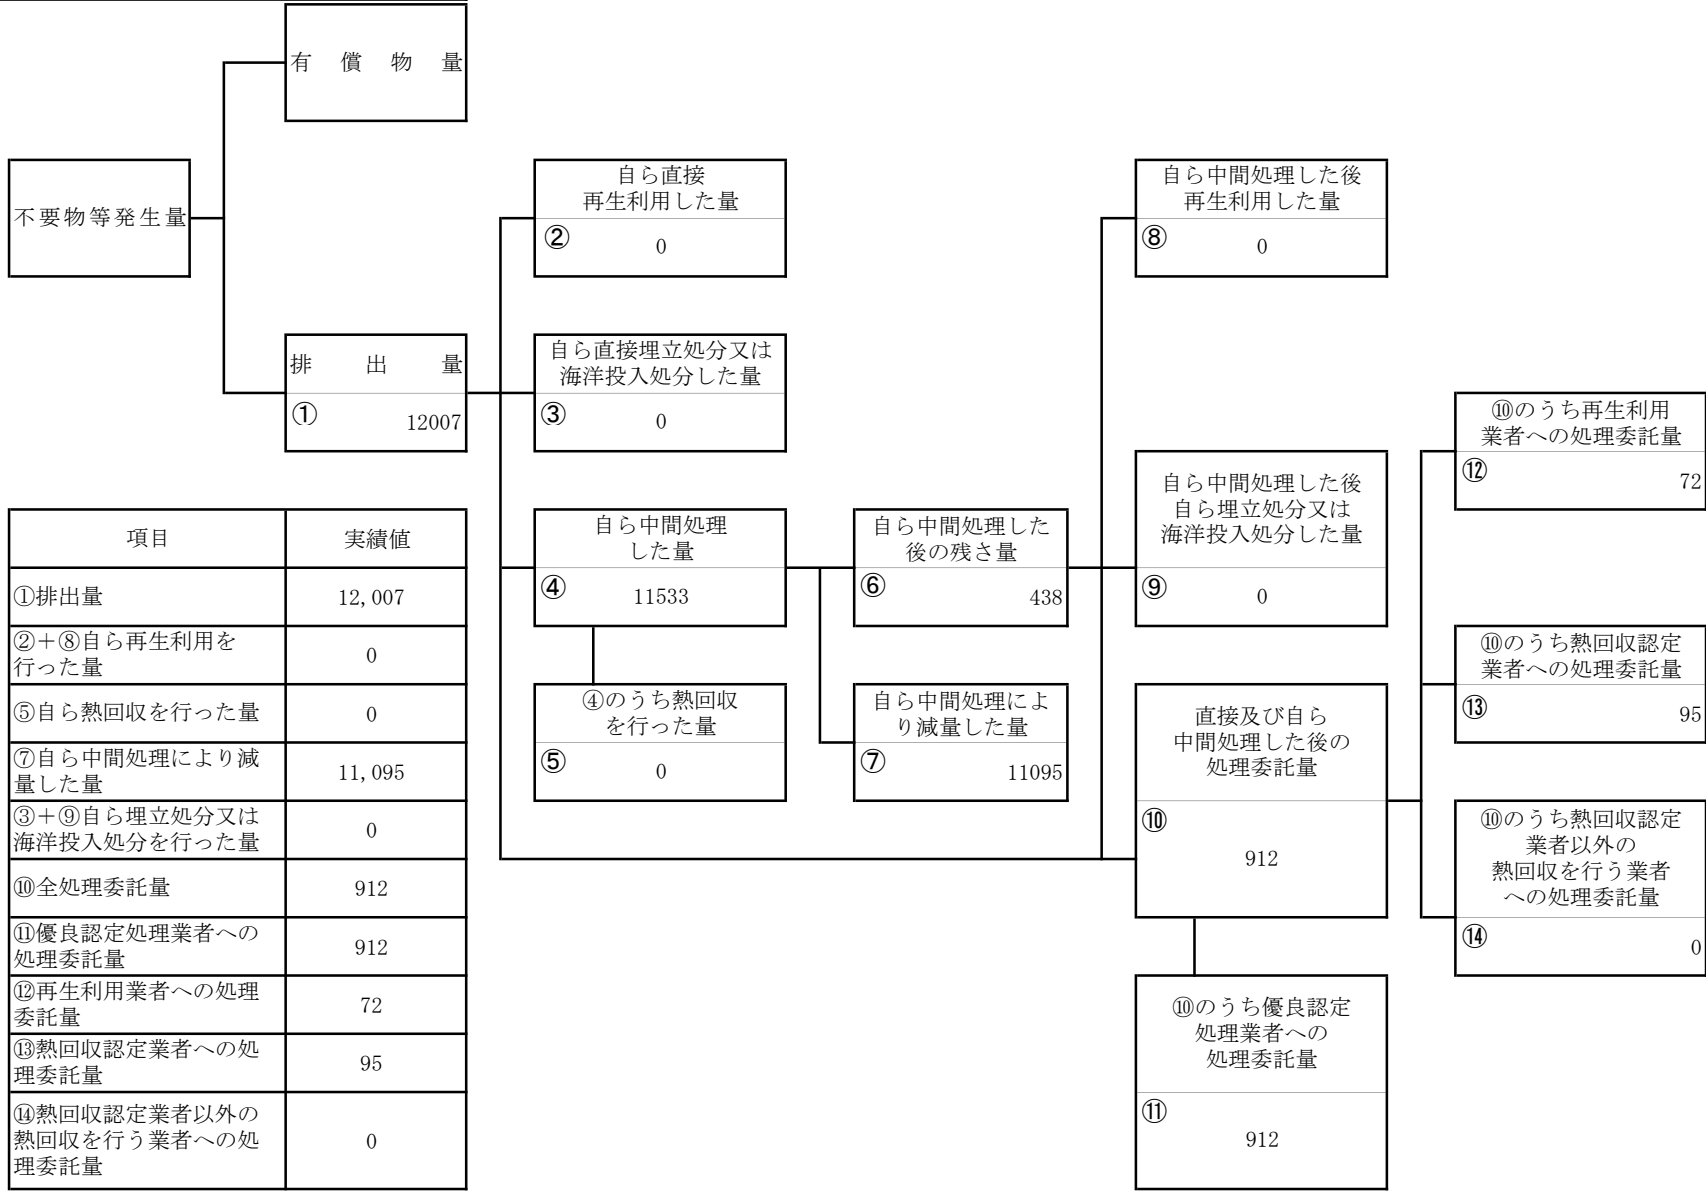 有償物量
不要物等発生量
排出量
① 12007
自ら直接
再生利用した量
② 0
自ら直接埋立処分又は
海洋投入処分した量
③ 0
自ら中間処理
した量
④ 11533
④のうち熱回収
を行った量
⑤ 0
自ら中間処理した
後の残さ量
⑥ 438
自ら中間処理によ
り減量した量
⑦ 11095
自ら中間処理した後
再生利用した量
⑧ 0
自ら中間処理した後
自ら埋立処分又は
海洋投入処分した量
⑨ 0
直接及び自ら
中間処理した後の
処理委託量
⑩
912
⑩のうち優良認定
処理業者への
処理委託量
⑪
912
⑩のうち再生利用
業者への処理委託量
⑫ 72
⑩のうち熱回収認定
業者への処理委託量
⑬ 95
⑩のうち熱回収認定
業者以外の
熱回収を行う業者
への処理委託量
⑭ 0
項目 実績値
①排出量 12,007
②+⑧自ら再生利用を
行った量 0
⑤自ら熱回収を行った量 0
⑦自ら中間処理により減
量した量 11,095
③+⑨自ら埋立処分又は
海洋投入処分を行った量 0
⑩全処理委託量 912
⑪優良認定処理業者への
処理委託量 912
⑫再生利用業者への処理
委託量 72
⑬熱回収認定業者への処
理委託量 95
⑭熱回収認定業者以外の
熱回収を行う業者への処
理委託量 0